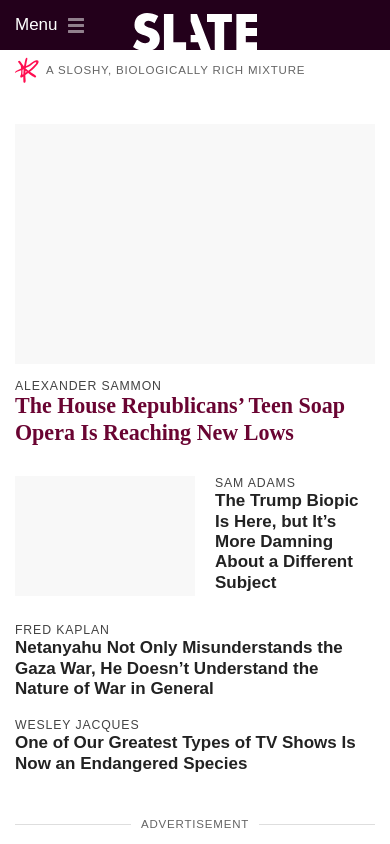 Menu
SLATE
A SLOSHY, BIOLOGICALLY RICH MIXTURE
ALEXANDER SAMMON
The House Republicans’ Teen Soap
Opera Is Reaching New Lows
SAM ADAMS
The Trump Biopic
Is Here, but It’s
More Damning
About a Different
Subject
FRED KAPLAN
Netanyahu Not Only Misunderstands the
Gaza War, He Doesn’t Understand the
Nature of War in General
WESLEY JACQUES
One of Our Greatest Types of TV Shows Is
Now an Endangered Species
ADVERTISEMENT